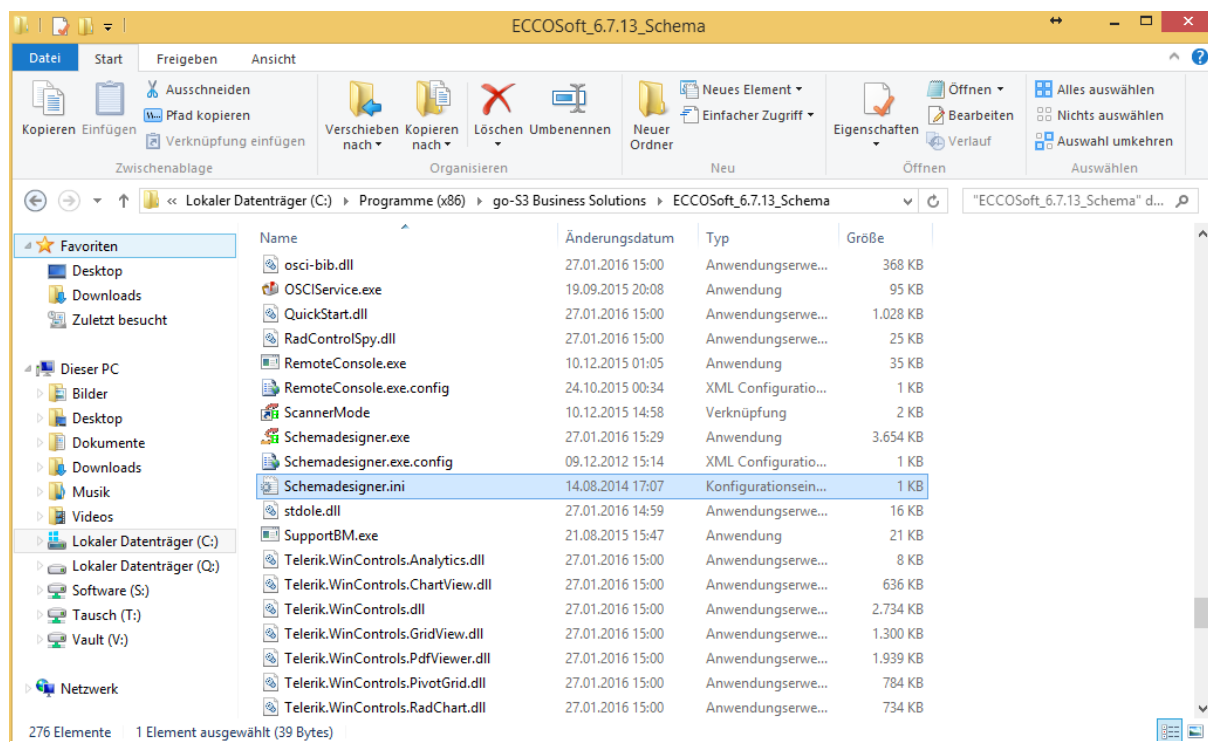 ECCOSoft_6.7.13_Schema
Datei Start Freigeben Ansicht
Kopieren Einfügen
Ausschneiden
Pfad kopieren
Verknüpfung einfügen
Zwischenablage
Verschieben nach
Kopieren nach
Löschen Umbenennen
Organisieren
Neuer Ordner
Neues Element
Einfacher Zugriff
Neu
Eigenschaften
Öffnen
Bearbeiten
Verlauf
Öffnen
Alles auswählen
Nichts auswählen
Auswahl umkehren
Auswählen
« Lokaler Datenträger (C:) Programme (x86) go-S3 Business Solutions ECCOSoft_6.7.13_Schema
"ECCOSoft_6.7.13_Schema" d...
Favoriten
Desktop
Downloads
Zuletzt besucht
Dieser PC
Bilder
Desktop
Dokumente
Downloads
Musik
Videos
Lokaler Datenträger (C:)
Lokaler Datenträger (Q:)
Software (S:)
Tausch (T:)
Vault (V:)
Netzwerk
Name Änderungsdatum Typ Größe
osci-bib.dll 27.01.2016 15:00 Anwendungserwe... 368 KB
OSCIService.exe 19.09.2015 20:08 Anwendung 95 KB
QuickStart.dll 27.01.2016 15:00 Anwendungserwe... 1.028 KB
RadControlSpy.dll 27.01.2016 15:00 Anwendungserwe... 25 KB
RemoteConsole.exe 10.12.2015 01:05 Anwendung 35 KB
RemoteConsole.exe.config 24.10.2015 00:34 XML Configuratio... 1 KB
ScannerMode 10.12.2015 14:58 Verknüpfung 2 KB
Schemadesigner.exe 27.01.2016 15:29 Anwendung 3.654 KB
Schemadesigner.exe.config 09.12.2012 15:14 XML Configuratio... 1 KB
Schemadesigner.ini 14.08.2014 17:07 Konfigurationsein... 1 KB
stdole.dll 27.01.2016 14:59 Anwendungserwe... 16 KB
SupportBM.exe 21.08.2015 15:47 Anwendung 21 KB
Telerik.WinControls.Analytics.dll 27.01.2016 15:00 Anwendungserwe... 8 KB
Telerik.WinControls.ChartView.dll 27.01.2016 15:00 Anwendungserwe... 636 KB
Telerik.WinControls.dll 27.01.2016 15:00 Anwendungserwe... 2.734 KB
Telerik.WinControls.GridView.dll 27.01.2016 15:00 Anwendungserwe... 1.300 KB
Telerik.WinControls.PdfViewer.dll 27.01.2016 15:00 Anwendungserwe... 1.939 KB
Telerik.WinControls.PivotGrid.dll 27.01.2016 15:00 Anwendungserwe... 784 KB
Telerik.WinControls.RadChart.dll 27.01.2016 15:00 Anwendungserwe... 734 KB
276 Elemente 1 Element ausgewählt (39 Bytes)